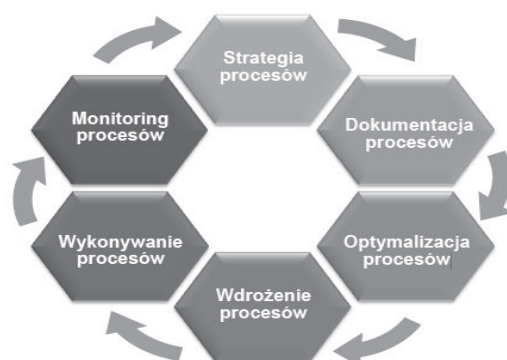 Strategia
procesów
Dokumentacja
procesów
Optymalizacja
procesów
Wdrożenie
procesów
Wykonywanie
procesów
Monitoring
procesów